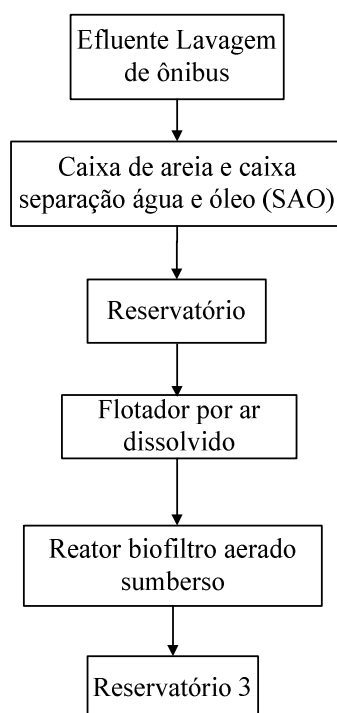 Efluente Lavagem
de ônibus
Caixa de areia e caixa
separação água e óleo (SAO)
Reservatório
Flotador por ar
dissolvido
Reator biofiltro aerado
sumberso
Reservatório 3